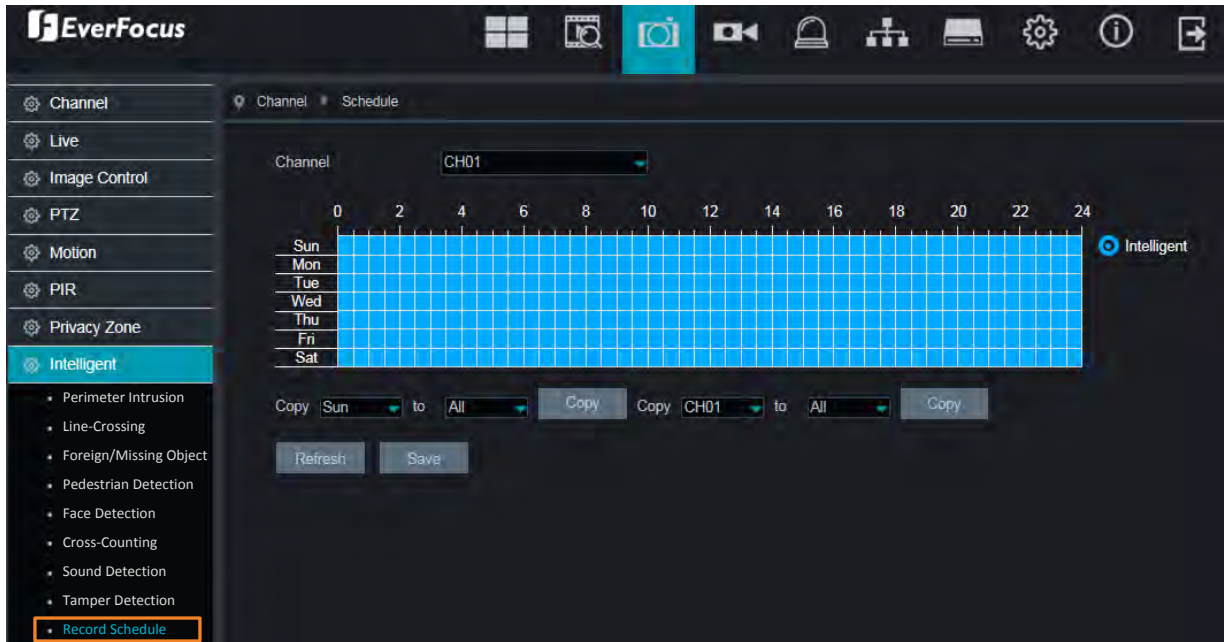 EverFocus
Channel
Live
Image Control
PTZ
Motion
PIR
Privacy Zone
Intelligent
Perimeter Intrusion
Line-Crossing
Foreign/Missing Object
Pedestrian Detection
Face Detection
Cross-Counting
Sound Detection
Tamper Detection
Record Schedule
Channel Schedule
Channel CH01
0 2 4 6 8 10 12 14 16 18 20 22 24
Sun
Mon
Tue
Wed
Thu
Fri
Sat
Intelligent
Copy Sun to All Copy Copy CH01 to All Copy
Refresh Save